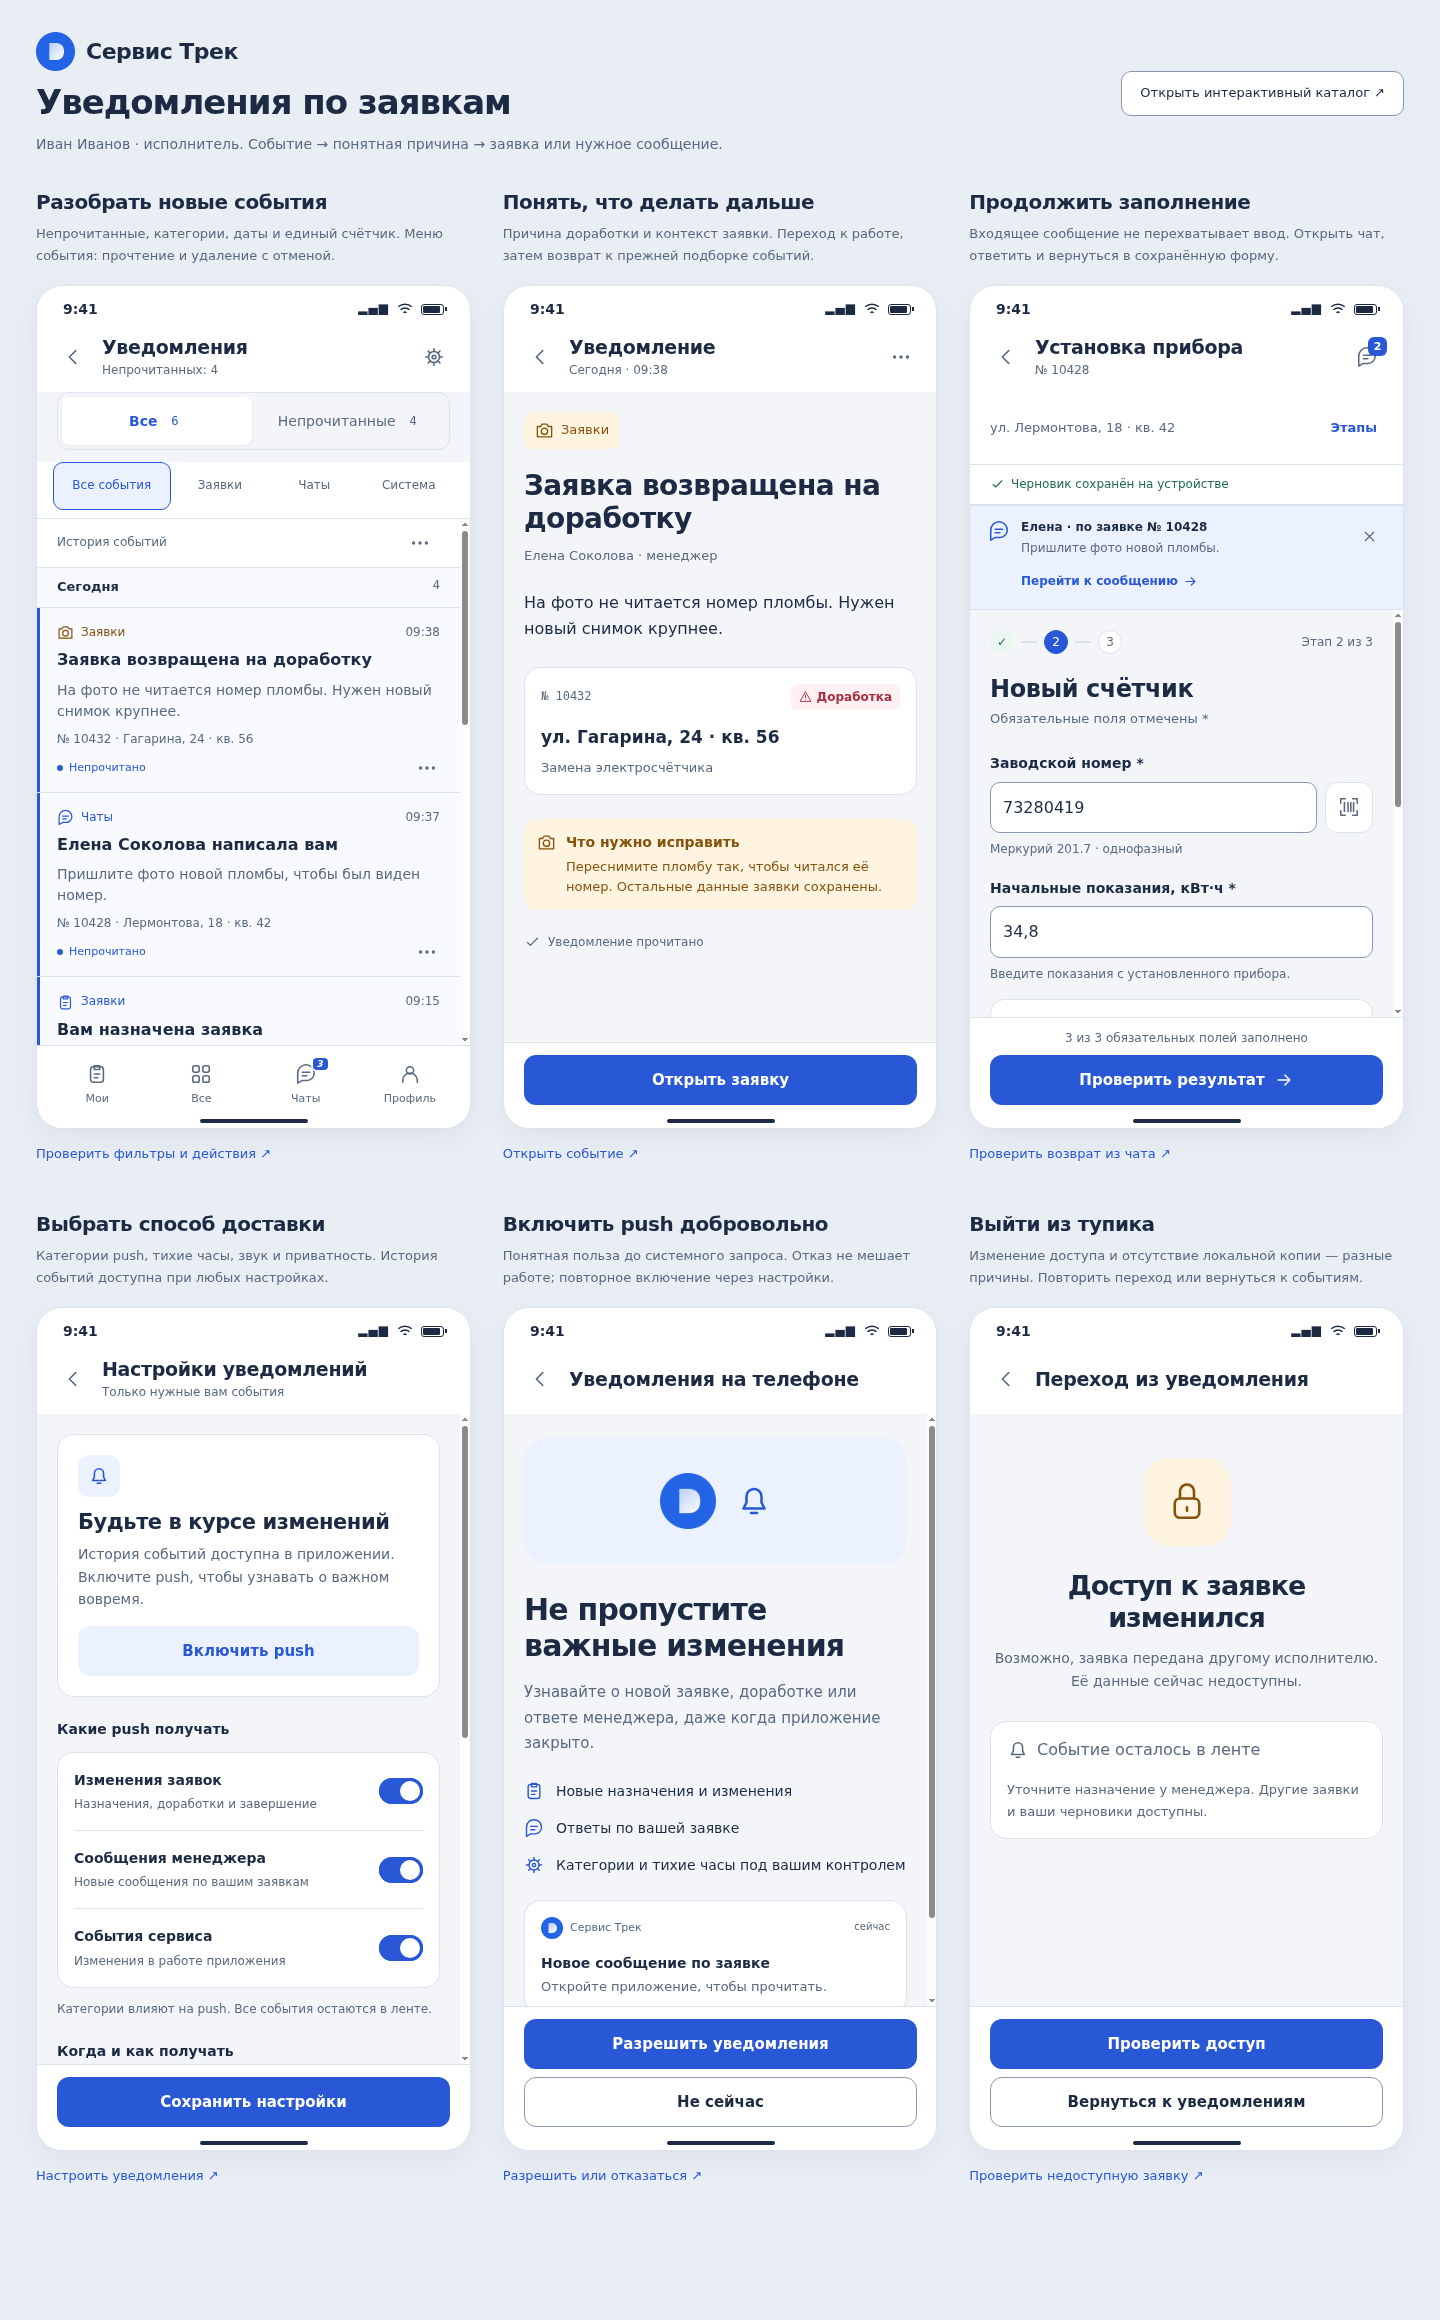 Сервис Трек
Уведомления по заявкам
Открыть интерактивный каталог ↗
Иван Иванов · исполнитель. Событие → понятная причина → заявка или нужное сообщение.
Разобрать новые события
Непрочитанные, категории, даты и единый счётчик. Меню
события: прочтение и удаление с отменой.
9:41
Уведомления
Непрочитанных: 4
Все 6
Непрочитанные 4
Все события
Заявки
Чаты
Система
История событий
Сегодня 4
Заявки 09:38
Заявка возвращена на доработку
На фото не читается номер пломбы. Нужен новый
снимок крупнее.
№ 10432 · Гагарина, 24 · кв. 56
Непрочитано
Чаты 09:37
Елена Соколова написала вам
Пришлите фото новой пломбы, чтобы был виден
номер.
№ 10428 · Лермонтова, 18 · кв. 42
Непрочитано
Заявки 09:15
Вам назначена заявка
3
Мои
Все
Чаты
Профиль
Проверить фильтры и действия ↗
Понять, что делать дальше
Причина доработки и контекст заявки. Переход к работе,
затем возврат к прежней подборке событий.
9:41
Уведомление
Сегодня · 09:38
Заявки
Заявка возвращена на
доработку
Елена Соколова · менеджер
На фото не читается номер пломбы. Нужен
новый снимок крупнее.
№ 10432
Доработка
ул. Гагарина, 24 · кв. 56
Замена электросчётчика
Что нужно исправить
Переснимите пломбу так, чтобы читался её
номер. Остальные данные заявки сохранены.
Уведомление прочитано
Открыть заявку
Открыть событие ↗
Продолжить заполнение
Входящее сообщение не перехватывает ввод. Открыть чат,
ответить и вернуться в сохранённую форму.
9:41
Установка прибора
№ 10428
2
ул. Лермонтова, 18 · кв. 42
Этапы
Черновик сохранён на устройстве
Елена · по заявке № 10428
Пришлите фото новой пломбы.
Перейти к сообщению →
✓ 2 3
Этап 2 из 3
Новый счётчик
Обязательные поля отмечены *
Заводской номер *
73280419
Меркурий 201.7 · однофазный
Начальные показания, кВт·ч *
34,8
Введите показания с установленного прибора.
3 из 3 обязательных полей заполнено
Проверить результат →
Проверить возврат из чата ↗
Выбрать способ доставки
Категории push, тихие часы, звук и приватность. История
событий доступна при любых настройках.
9:41
Настройки уведомлений
Только нужные вам события
Будьте в курсе изменений
История событий доступна в приложении.
Включите push, чтобы узнавать о важном
вовремя.
Включить push
Какие push получать
Изменения заявок
Назначения, доработки и завершение
Сообщения менеджера
Новые сообщения по вашим заявкам
События сервиса
Изменения в работе приложения
Категории влияют на push. Все события остаются в ленте.
Когда и как получать
Сохранить настройки
Настроить уведомления ↗
Включить push добровольно
Понятная польза до системного запроса. Отказ не мешает
работе; повторное включение через настройки.
9:41
Уведомления на телефоне
Не пропустите
важные изменения
Узнавайте о новой заявке, доработке или
ответе менеджера, даже когда приложение
закрыто.
Новые назначения и изменения
Ответы по вашей заявке
Категории и тихие часы под вашим контролем
Сервис Трек
сейчас
Новое сообщение по заявке
Откройте приложение, чтобы прочитать.
Разрешить уведомления
Не сейчас
Разрешить или отказаться ↗
Выйти из тупика
Изменение доступа и отсутствие локальной копии — разные
причины. Повторить переход или вернуться к событиям.
9:41
Переход из уведомления
Доступ к заявке
изменился
Возможно, заявка передана другому исполнителю.
Её данные сейчас недоступны.
Событие осталось в ленте
Уточните назначение у менеджера. Другие заявки
и ваши черновики доступны.
Проверить доступ
Вернуться к уведомлениям
Проверить недоступную заявку ↗